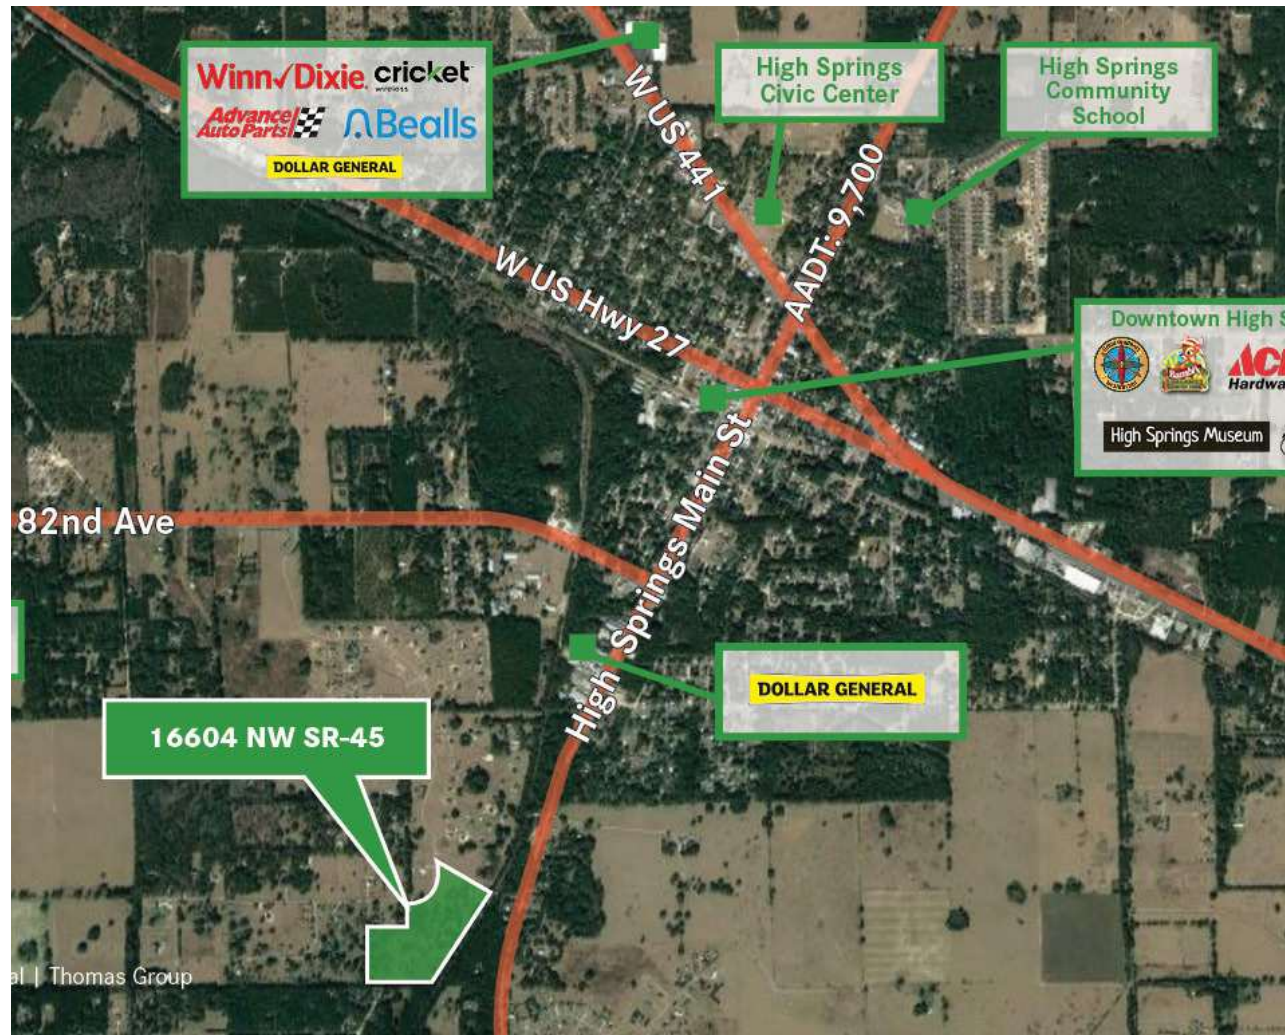 Winn Dixie
cricket
wireless
Advance
Auto Parts
Bealls
DOLLAR GENERAL
W US 441
High Springs
Civic Center
High Springs
Community
School
AADT: 9,700
W US Hwy 27
Downtown High S
ACE
Hardwa
High Springs Museum
82nd Ave
High Springs Main St
DOLLAR GENERAL
16604 NW SR-45
al | Thomas Group